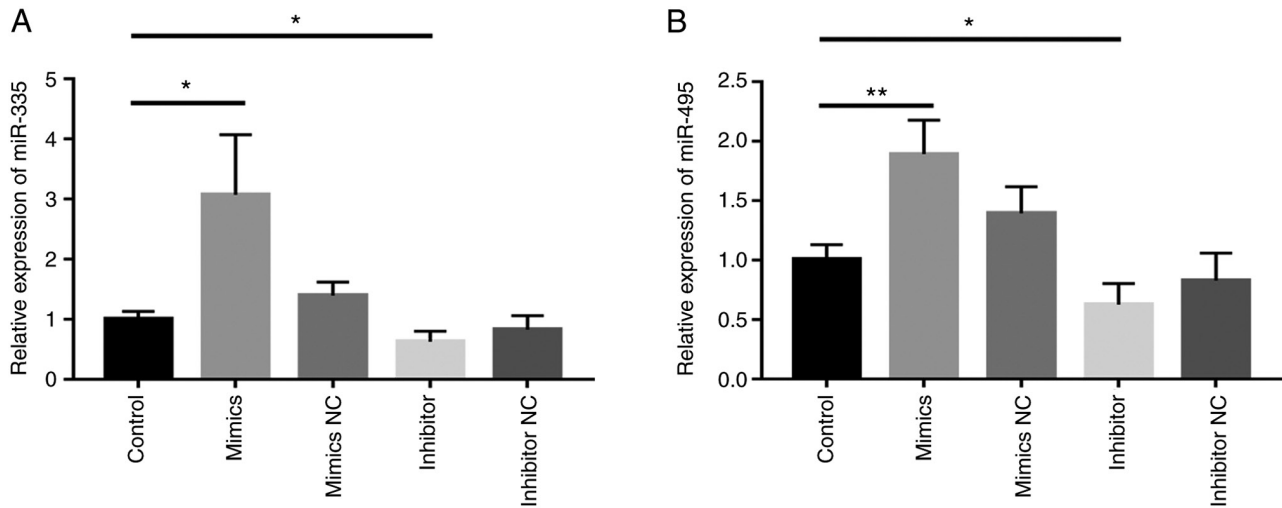 A
*
*
Relative expression of miR-335
5
4
3
2
1
0
Control
Mimics
Mimics NC
Inhibitor
Inhibitor NC
B
*
**
Relative expression of miR-495
2.5
2.0
1.5
1.0
0.5
0.0
Control
Mimics
Mimics NC
Inhibitor
Inhibitor NC